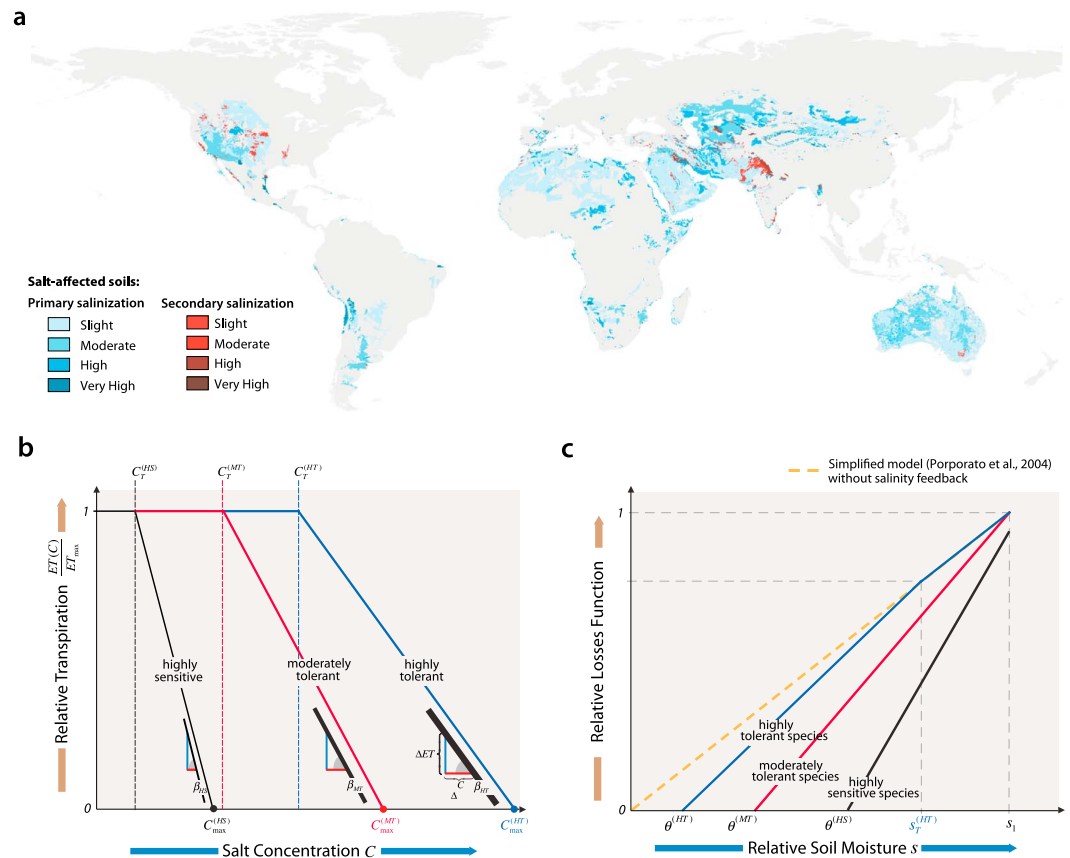 a
Salt-affected soils:
Primary salinization
Slight
Moderate
High
Very High
Secondary salinization
Slight
Moderate
High
Very High
b
C_T^(HS)
C_T^(MT)
C_T^(HT)
1
0
Relative Transpiration ET(C)/ET_max
highly
sensitive
moderately
tolerant
highly
tolerant
β_HS
β_MT
ΔET
C
Δ
β_HT
C_max^(HS)
C_max^(MT)
C_max^(HT)
Salt Concentration C
c
Simplified model (Porporato et al., 2004)
without salinity feedback
1
0
Relative Losses Function
highly
tolerant species
moderately
tolerant species
highly
sensitive species
θ^(HT)
θ^(MT)
θ^(HS)
s_T^(HT)
s_1
Relative Soil Moisture s